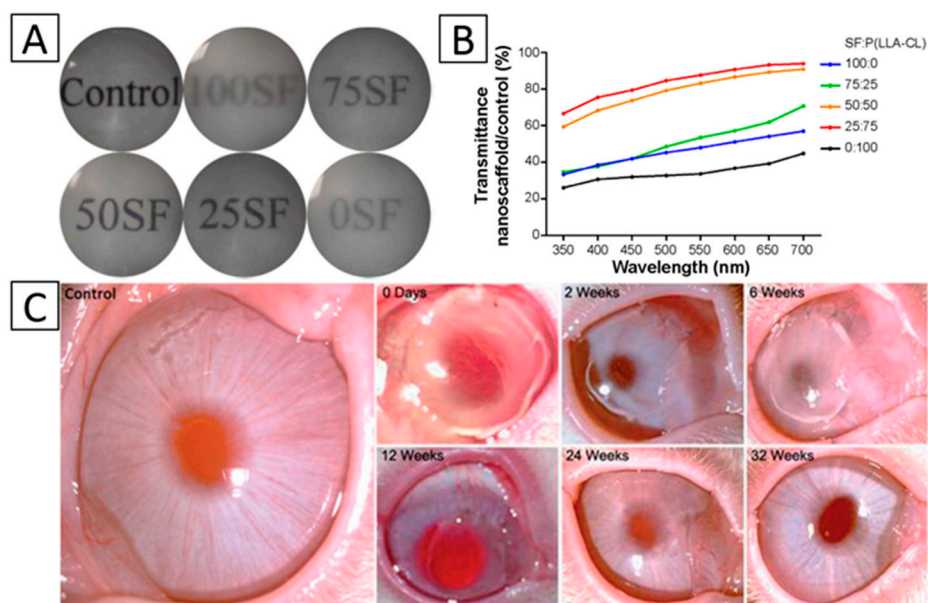 A
Control
100SF
75SF
50SF
25SF
0SF
B
Transmittance
nanoscaffold/control (%)
100
80
60
40
20
0
350 400 450 500 550 600 650 700
Wavelength (nm)
SF:P(LLA-CL)
100:0
75:25
50:50
25:75
0:100
C
Control
0 Days
2 Weeks
6 Weeks
12 Weeks
24 Weeks
32 Weeks